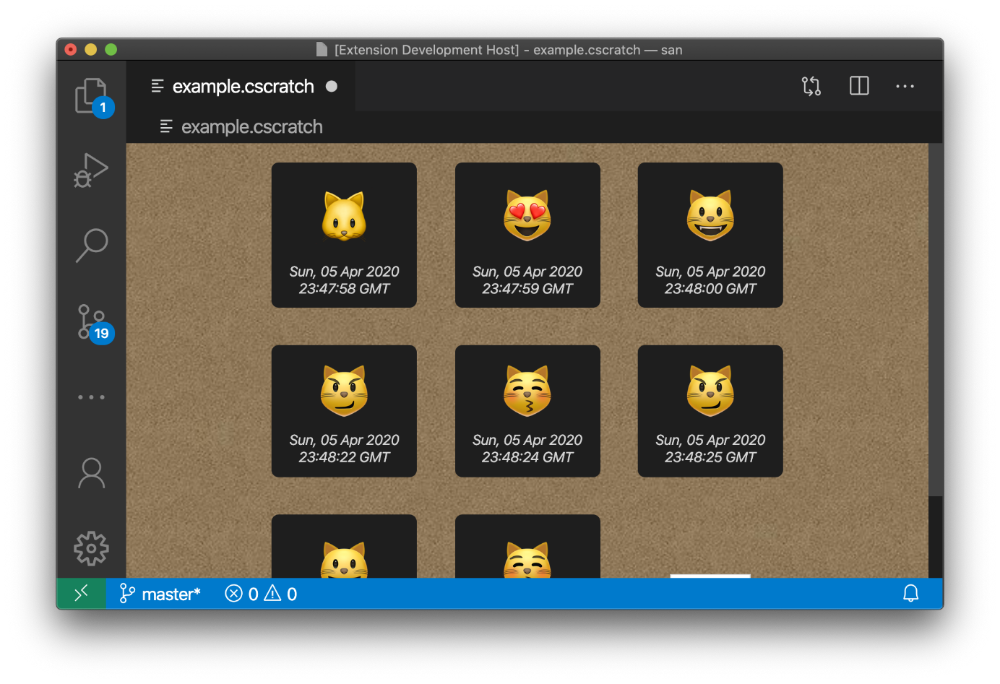 [Extension Development Host] - example.cscratch — san
example.cscratch
1
example.cscratch
Sun, 05 Apr 2020
23:47:58 GMT
Sun, 05 Apr 2020
23:47:59 GMT
Sun, 05 Apr 2020
23:48:00 GMT
19
Sun, 05 Apr 2020
23:48:22 GMT
Sun, 05 Apr 2020
23:48:24 GMT
Sun, 05 Apr 2020
23:48:25 GMT
master* 0 0